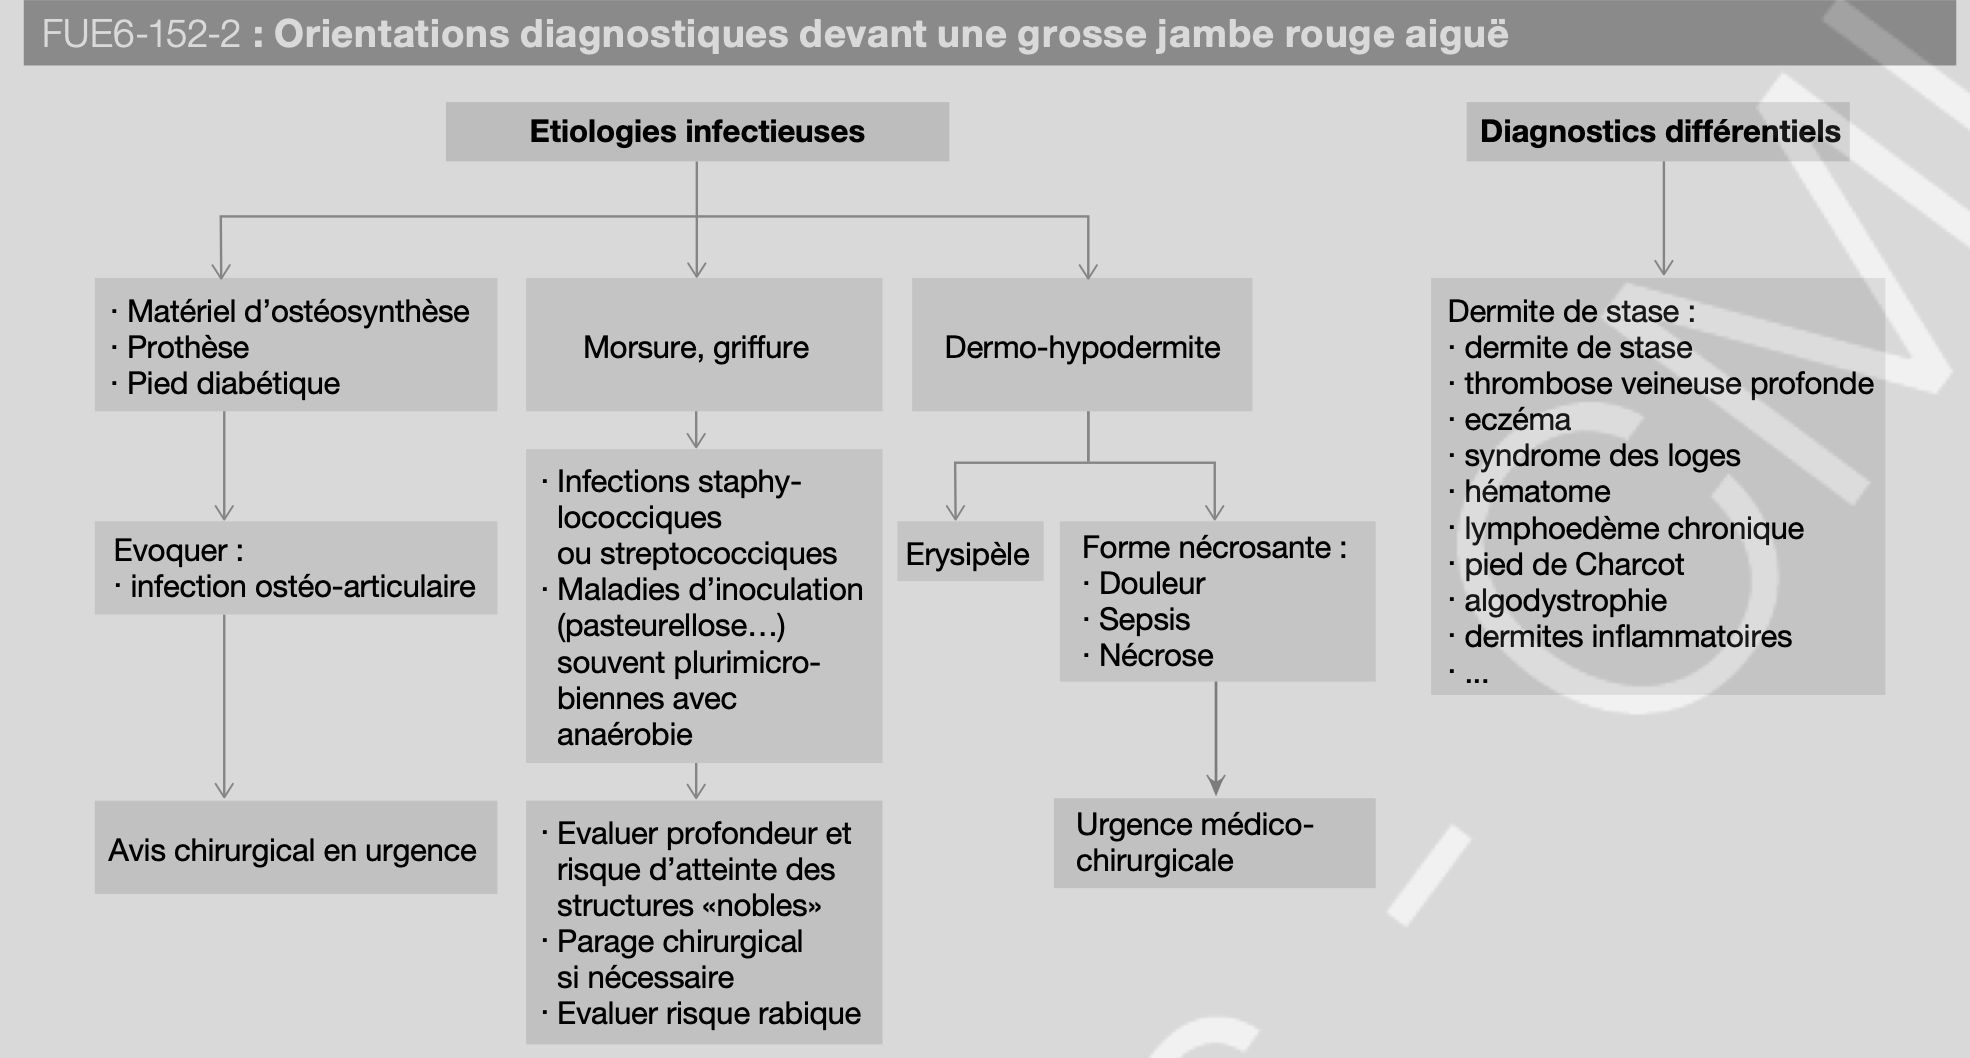 FUE6-152-2 : Orientations diagnostiques devant une grosse jambe rouge aiguë
Etiologies infectieuses
· Matériel d’ostéosynthèse
· Prothèse
· Pied diabétique
Evoquer :
· infection ostéo-articulaire
Avis chirurgical en urgence
Morsure, griffure
· Infections staphy-
lococciques
ou streptococciques
· Maladies d’inoculation
(pasteurellose…)
souvent plurimicro-
biennes avec
anaérobie
· Evaluer profondeur et
risque d’atteinte des
structures «nobles»
· Parage chirurgical
si nécessaire
· Evaluer risque rabique
Dermo-hypodermite
Erysipèle
Forme nécrosante :
· Douleur
· Sepsis
· Nécrose
Urgence médico-
chirurgicale
Diagnostics différentiels
Dermite de stase :
· dermite de stase
· thrombose veineuse profonde
· eczéma
· syndrome des loges
· hématome
· lymphoedème chronique
· pied de Charcot
· algodystrophie
· dermites inflammatoires
· ...